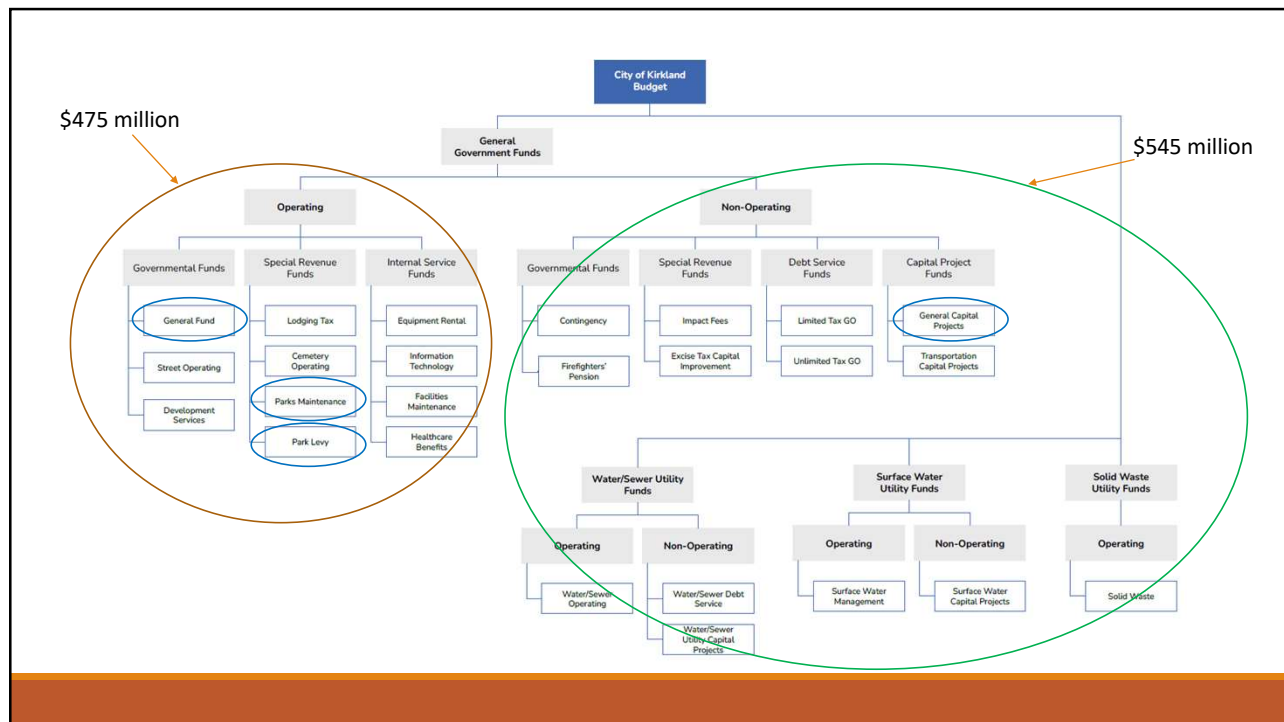 City of Kirkland
Budget
$475 million
General
Government Funds
$545 million
Operating
Non-Operating
Governmental Funds
Special Revenue
Funds
Internal Service
Funds
Governmental Funds
Special Revenue
Funds
Debt Service
Funds
Capital Project
Funds
General Fund
Lodging Tax
Equipment Rental
Contingency
Impact Fees
Limited Tax GO
General Capital
Projects
Street Operating
Cemetery
Operating
Information
Technology
Firefighters'
Pension
Excise Tax Capital
Improvement
Unlimited Tax GO
Transportation
Capital Projects
Development
Services
Parks Maintenance
Facilities
Maintenance
Park Levy
Healthcare
Benefits
Water/Sewer Utility
Funds
Surface Water
Utility Funds
Solid Waste
Utility Funds
Operating
Non-Operating
Operating
Non-Operating
Operating
Water/Sewer
Operating
Water/Sewer Debt
Service
Surface Water
Management
Surface Water
Capital Projects
Solid Waste
Water/Sewer
Utility Capital
Projects